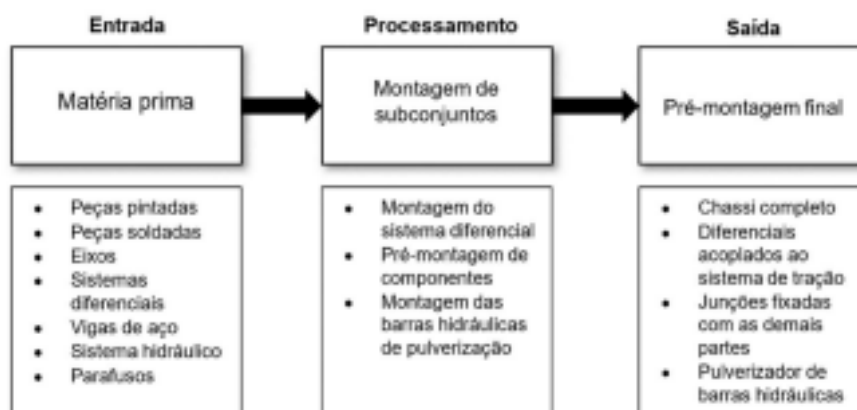 Entrada
Matéria prima
Peças pintadas
Peças soldadas
Eixos
Sistemas
diferenciais
Vigas de aço
Sistema hidráulico
Parafusos
Processamento
Montagem de
subconjuntos
Montagem do
sistema diferencial
Pré-montagem de
componentes
Montagem das
barras hidráulicas
de pulverização
Saída
Pré-montagem final
Chassi completo
Diferenciais
acoplados ao
sistema de tração
Junções fixadas
com as demais
partes
Pulverizador de
barras hidráulicas